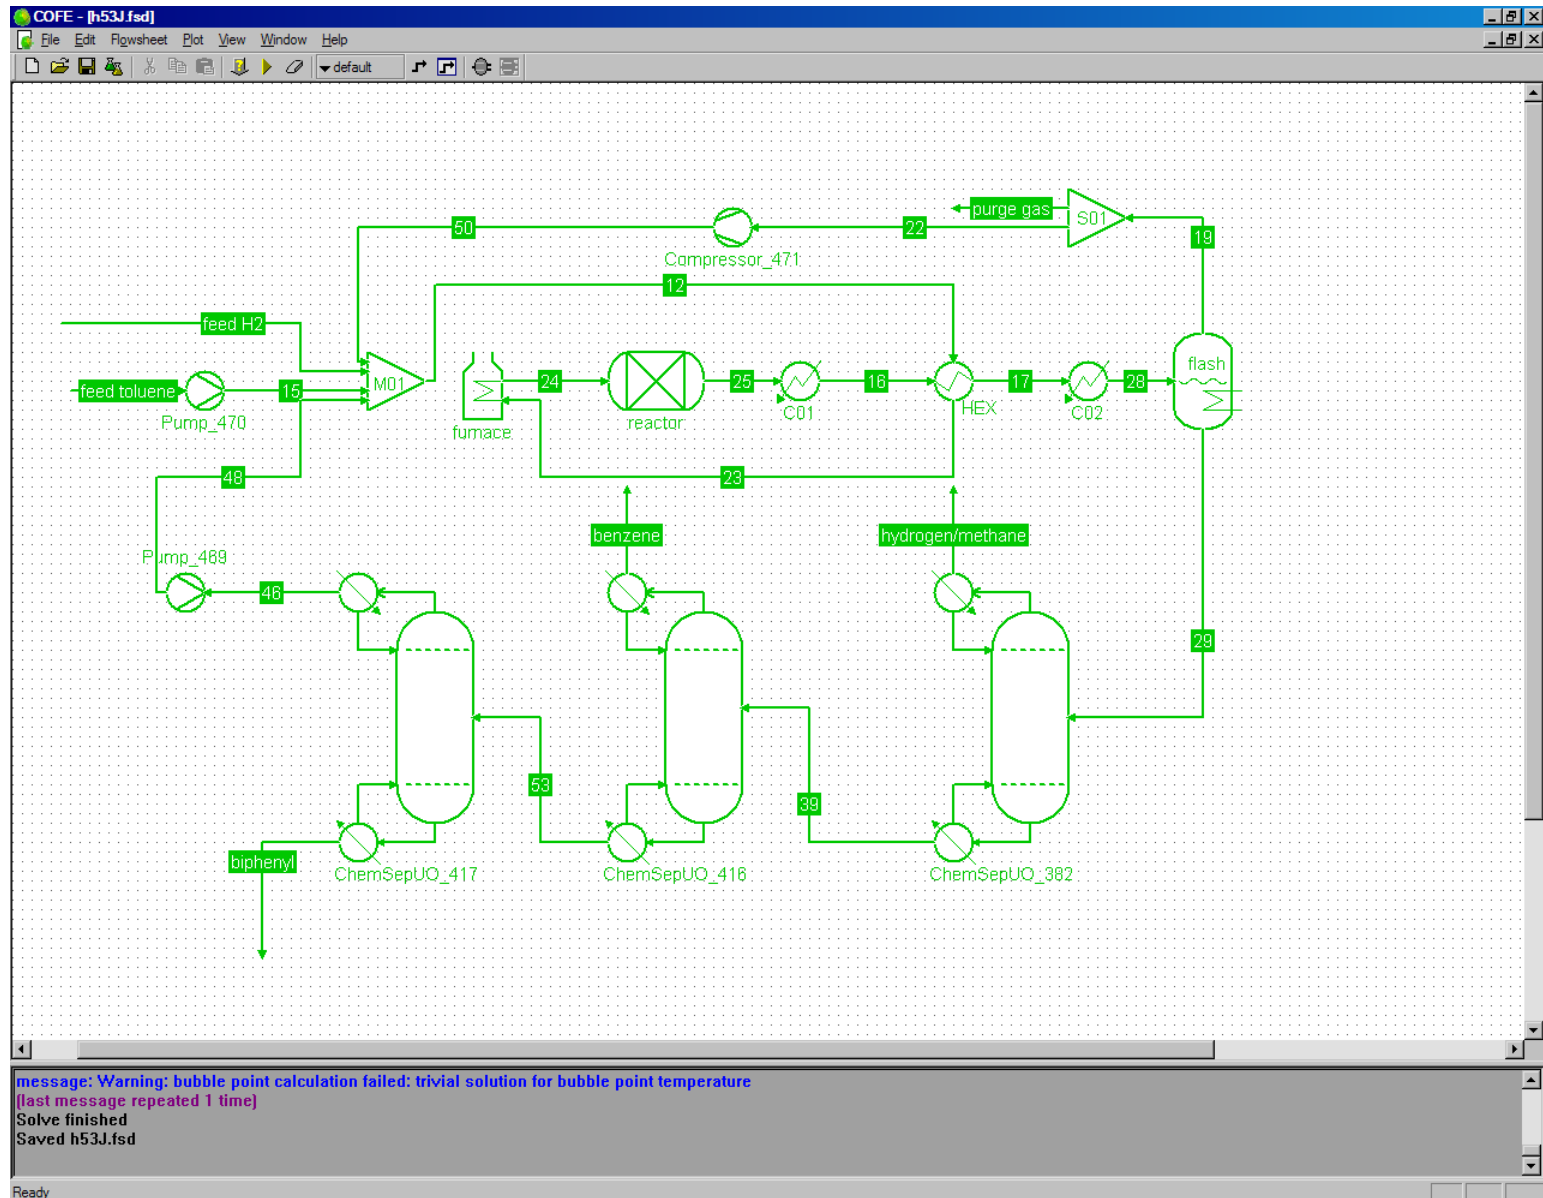 COFE - [h53J.fsd]
File Edit Flowsheet Plot View Window Help
default
purge gas
S01
50
22
19
Compressor_471
12
feed H2
flash
M01
24
25
16
17
28
feed toluene
15
HEX
C01
C02
Pump_470
furnace
reactor
48
23
benzene
hydrogen/methane
Pump_469
46
29
53
39
biphenyl
ChemSepUO_417
ChemSepUO_416
ChemSepUO_382
message: Warning: bubble point calculation failed: trivial solution for bubble point temperature
(last message repeated 1 time)
Solve finished
Saved h53J.fsd
Ready